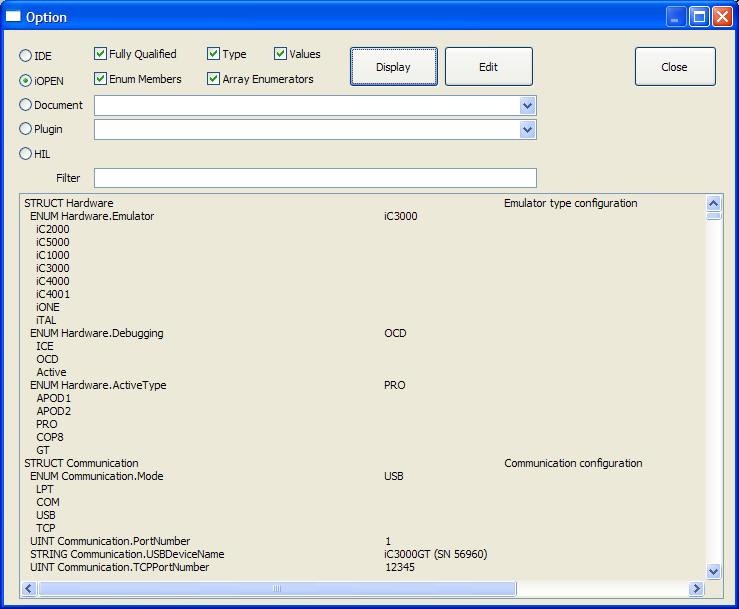 Option
IDE
Fully Qualified Type Values
iOPEN
Enum Members Array Enumerators
Display Edit Close
Document
Plugin
HIL
Filter
STRUCT Hardware Emulator type configuration
ENUM Hardware.Emulator iC3000
iC2000
iC5000
iC1000
iC3000
iC4000
iC4001
iONE
iTAL
ENUM Hardware.Debugging OCD
ICE
OCD
Active
ENUM Hardware.ActiveType PRO
APOD1
APOD2
PRO
COP8
GT
STRUCT Communication Communication configuration
ENUM Communication.Mode USB
LPT
COM
USB
TCP
UINT Communication.PortNumber 1
STRING Communication.USBDeviceName iC3000GT (SN 56960)
UINT Communication.TCPPortNumber 12345